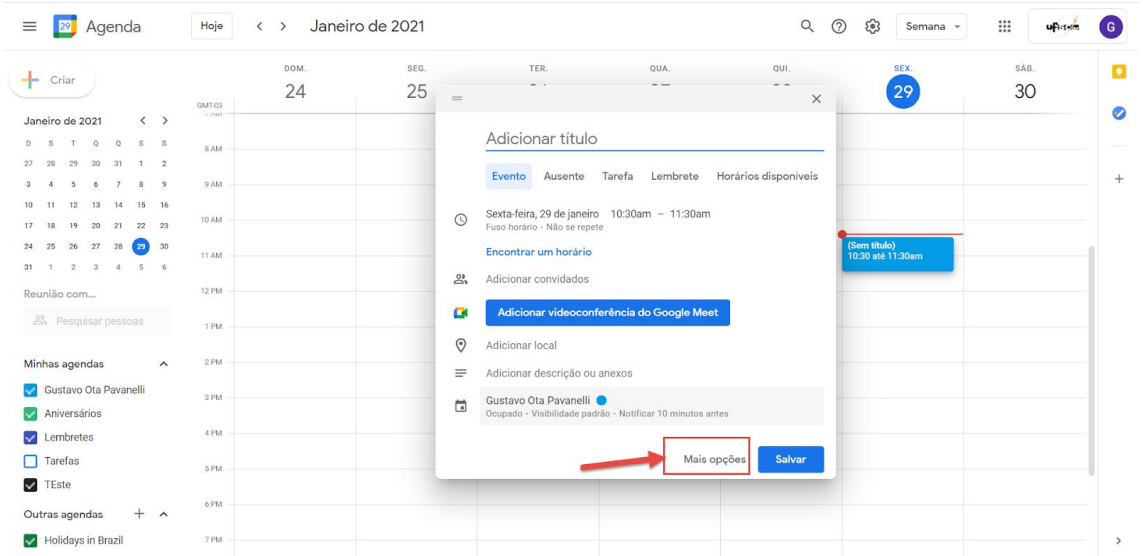 Agenda
Hoje
Janeiro de 2021
Semana
G
Criar
Janeiro de 2021
D S T Q Q S S
27 28 29 30 31 1 2
3 4 5 6 7 8 9
10 11 12 13 14 15 16
17 18 19 20 21 22 23
24 25 26 27 28 29 30
31 1 2 3 4 5 6
Reunião com...
Pesquisar pessoas
Minhas agendas
Gustavo Ota Pavanelli
Aniversários
Lembretes
Tarefas
TEste
Outras agendas
Holidays in Brazil
DOM. SEG. TER. QUA. QUI. SEX. SÁB.
24 25 29 30
GMT-03
8 AM
9 AM
10 AM
11 AM
12 PM
1 PM
2 PM
3 PM
4 PM
5 PM
6 PM
7 PM
Adicionar título
Evento Ausente Tarefa Lembrete Horários disponíveis
Sexta-feira, 29 de janeiro 10:30am – 11:30am
Fuso horário · Não se repete
Encontrar um horário
Adicionar convidados
Adicionar videoconferência do Google Meet
Adicionar local
Adicionar descrição ou anexos
Gustavo Ota Pavanelli
Ocupado · Visibilidade padrão · Notificar 10 minutos antes
Mais opções
Salvar
(Sem título)
10:30 até 11:30am